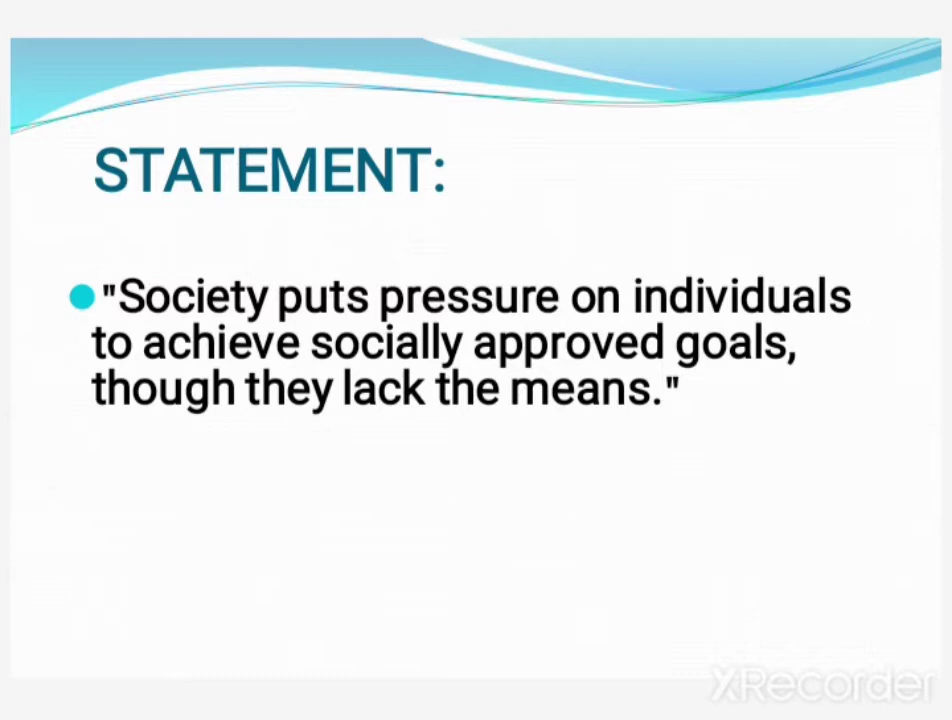 STATEMENT:
"Society puts pressure on individuals
to achieve socially approved goals,
though they lack the means."
XRecorder